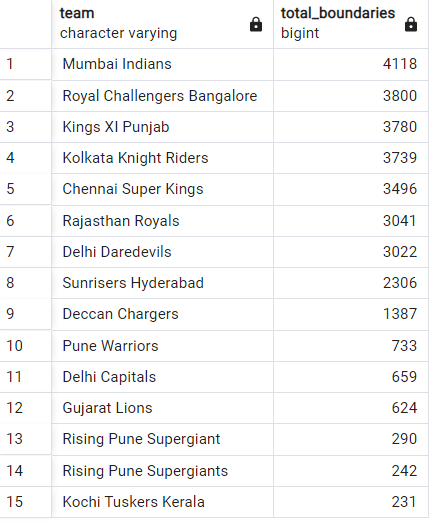 team total_boundaries
character varying bigint
1 Mumbai Indians 4118
2 Royal Challengers Bangalore 3800
3 Kings XI Punjab 3780
4 Kolkata Knight Riders 3739
5 Chennai Super Kings 3496
6 Rajasthan Royals 3041
7 Delhi Daredevils 3022
8 Sunrisers Hyderabad 2306
9 Deccan Chargers 1387
10 Pune Warriors 733
11 Delhi Capitals 659
12 Gujarat Lions 624
13 Rising Pune Supergiant 290
14 Rising Pune Supergiants 242
15 Kochi Tuskers Kerala 231